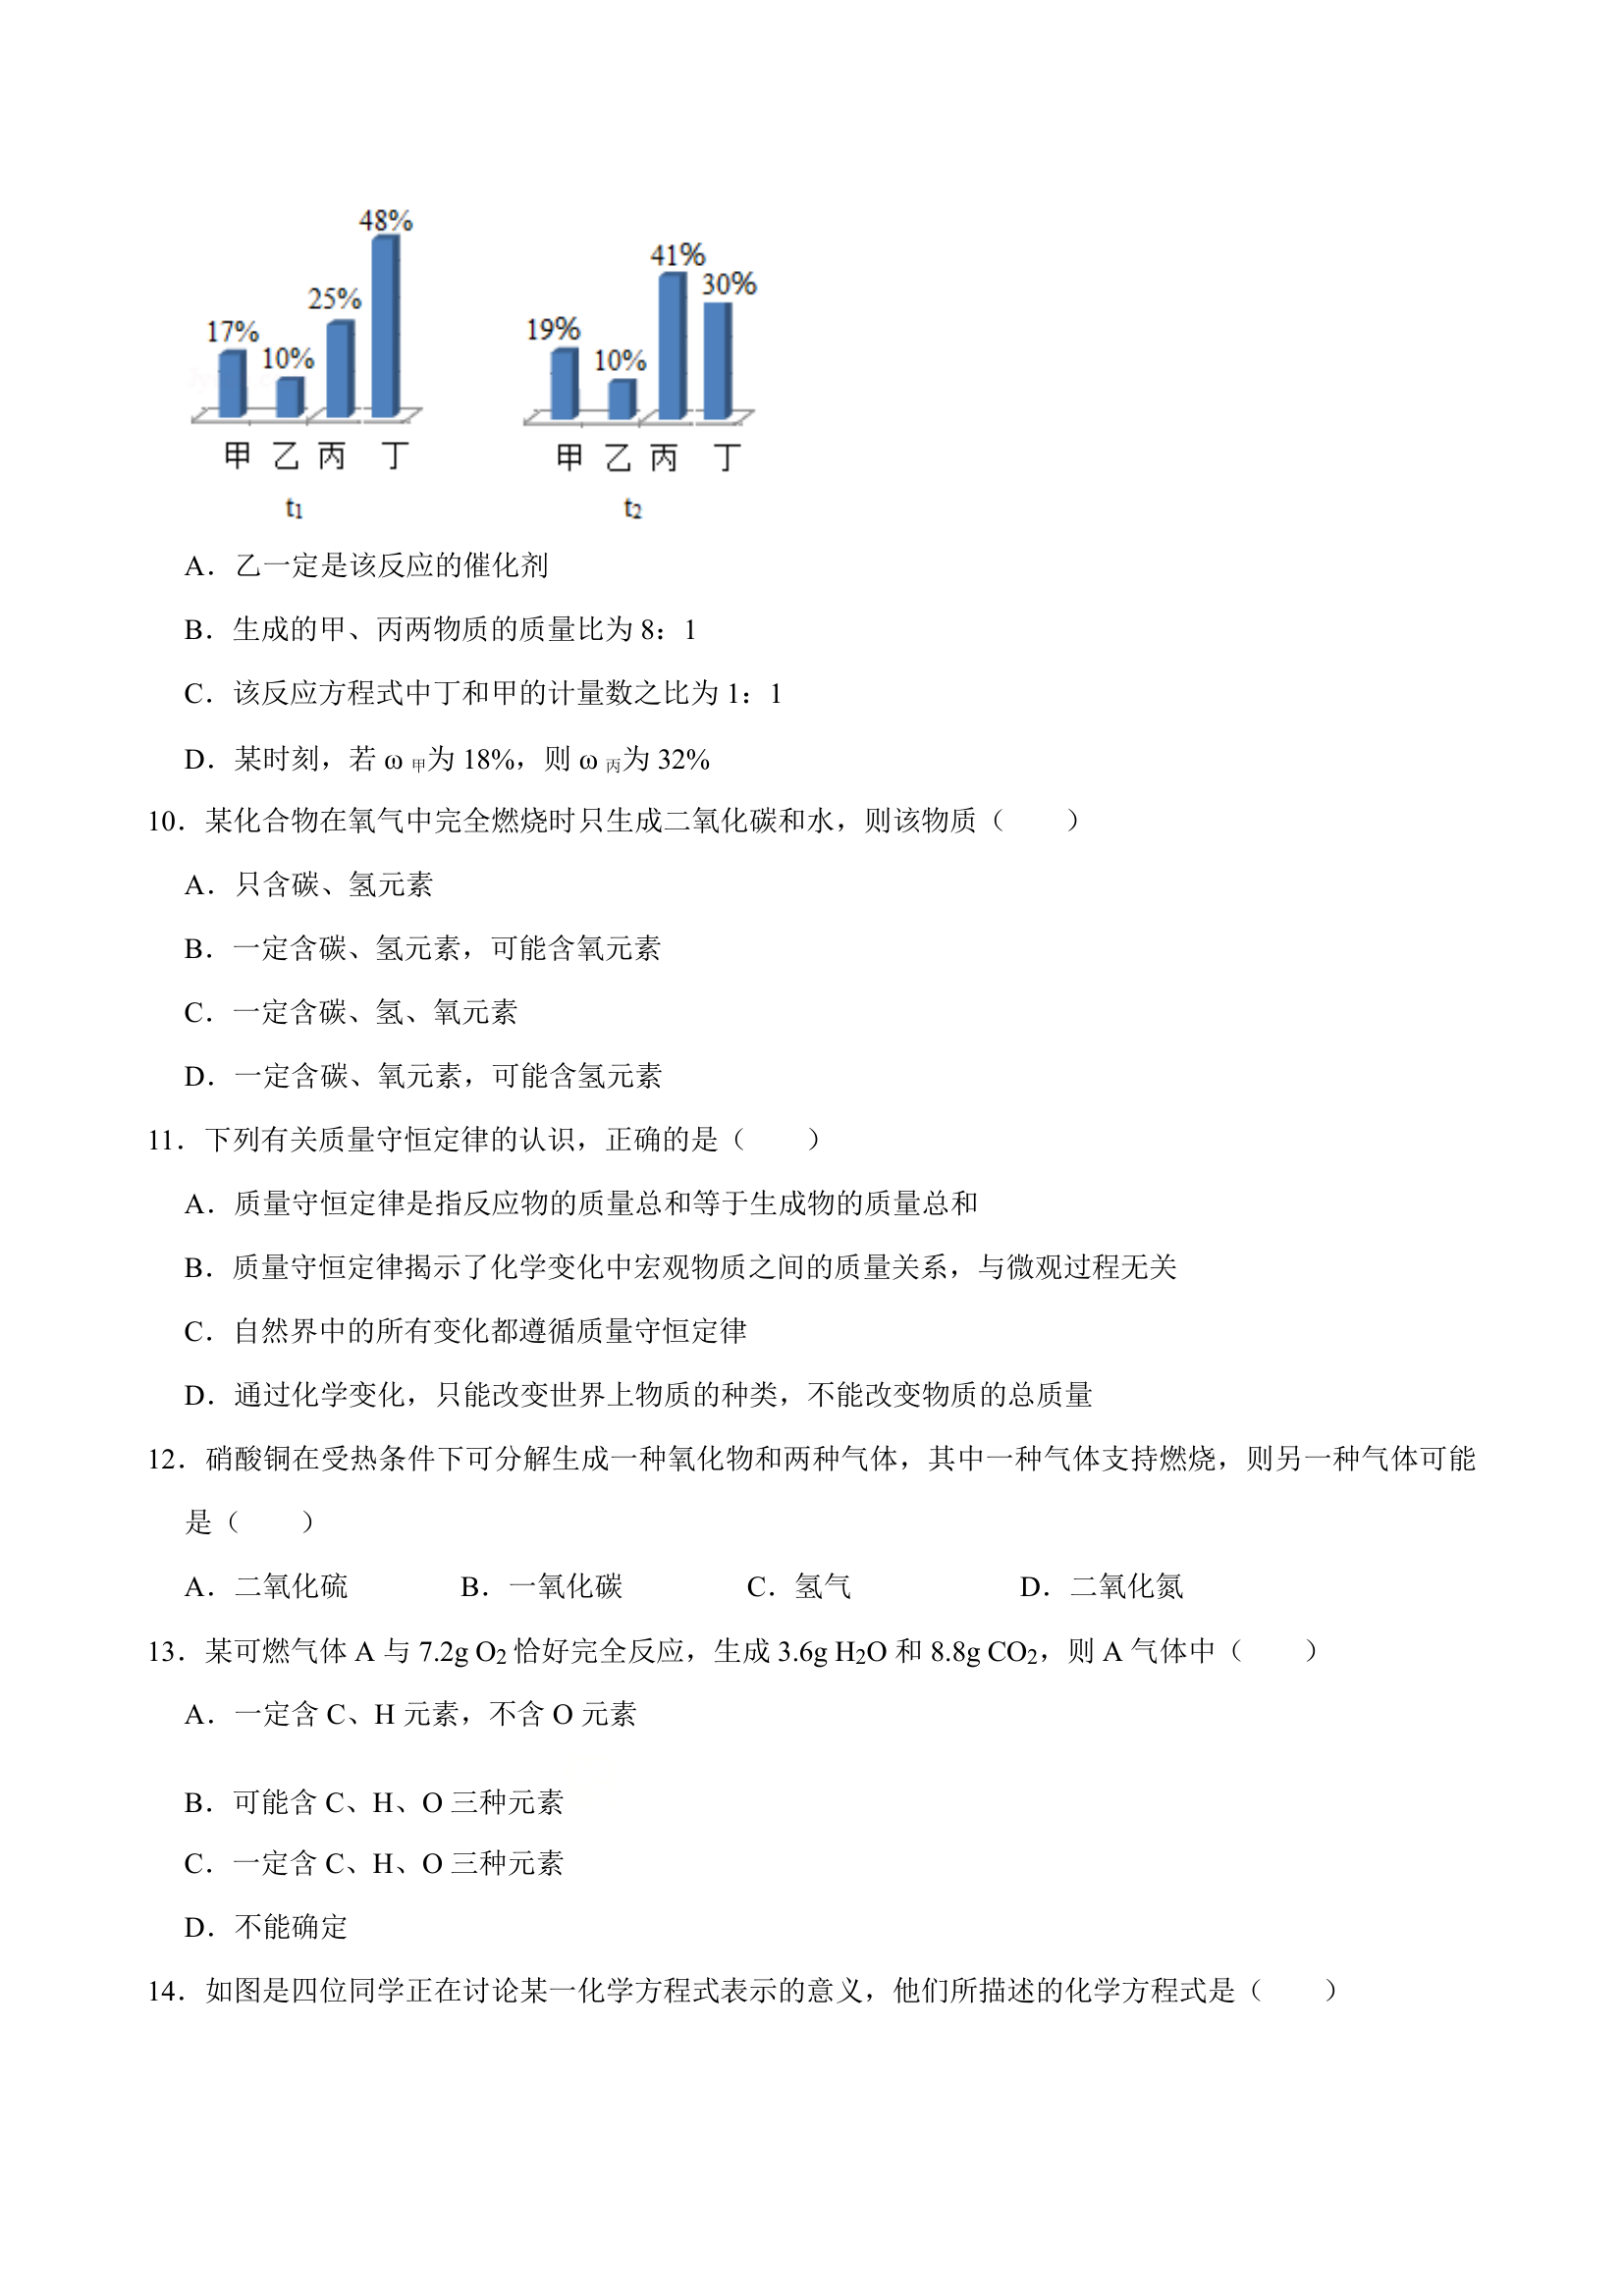 48%
41%
30%
25%
17%
10%
19%
10%
甲 乙 丙 丁
甲 乙 丙 丁
t₁
t₂
A．乙一定是该反应的催化剂
B．生成的甲、丙两物质的质量比为 8：1
C．该反应方程式中丁和甲的计量数之比为 1：1
D．某时刻，若 ω 甲为 18%，则 ω 丙为 32%
10．某化合物在氧气中完全燃烧时只生成二氧化碳和水，则该物质（　　）
A．只含碳、氢元素
B．一定含碳、氢元素，可能含氧元素
C．一定含碳、氢、氧元素
D．一定含碳、氧元素，可能含氢元素
11．下列有关质量守恒定律的认识，正确的是（　　）
A．质量守恒定律是指反应物的质量总和等于生成物的质量总和
B．质量守恒定律揭示了化学变化中宏观物质之间的质量关系，与微观过程无关
C．自然界中的所有变化都遵循质量守恒定律
D．通过化学变化，只能改变世界上物质的种类，不能改变物质的总质量
12．硝酸铜在受热条件下可分解生成一种氧化物和两种气体，其中一种气体支持燃烧，则另一种气体可能
是（　　）
A．二氧化硫　　B．一氧化碳　　C．氢气　　D．二氧化氮
13．某可燃气体 A 与 7.2g O₂ 恰好完全反应，生成 3.6g H₂O 和 8.8g CO₂，则 A 气体中（　　）
A．一定含 C、H 元素，不含 O 元素
B．可能含 C、H、O 三种元素
C．一定含 C、H、O 三种元素
D．不能确定
14．如图是四位同学正在讨论某一化学方程式表示的意义，他们所描述的化学方程式是（　　）